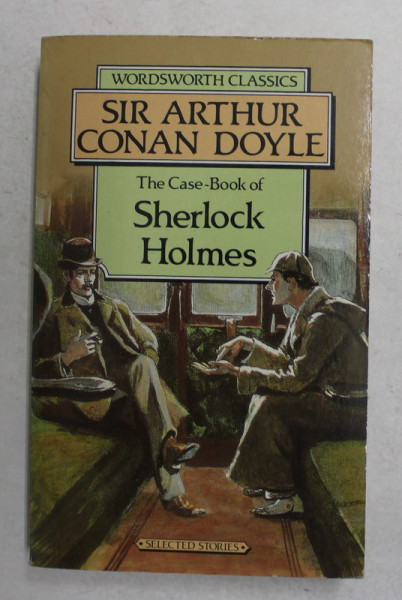 WORDSWORTH CLASSICS
SIR ARTHUR
CONAN DOYLE
The Case-Book of
Sherlock
Holmes
• SELECTED STORIES •